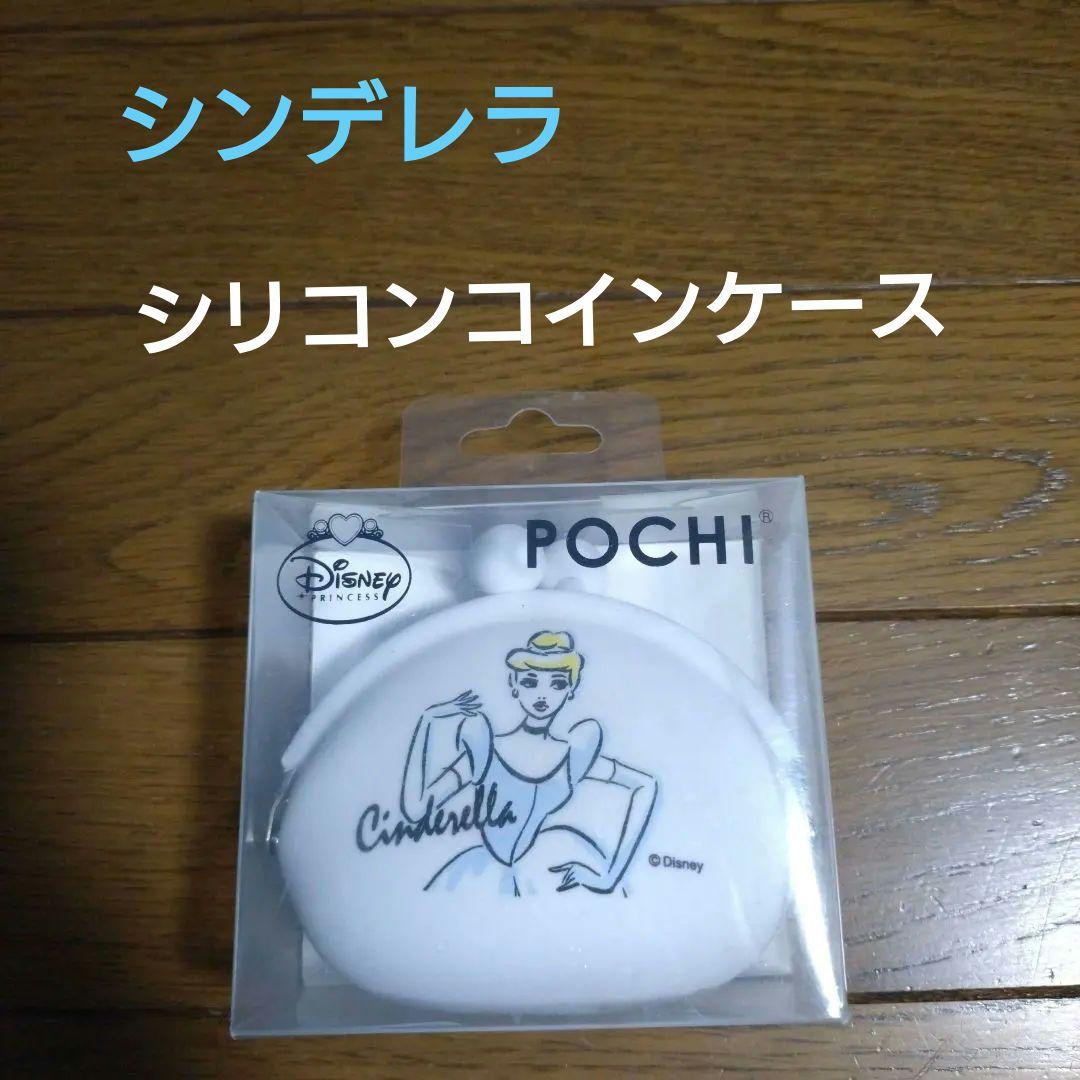 シンデレラ
シリコンコインケース
POCHI®
Disney
PRINCESS
Cinderella
©Disney